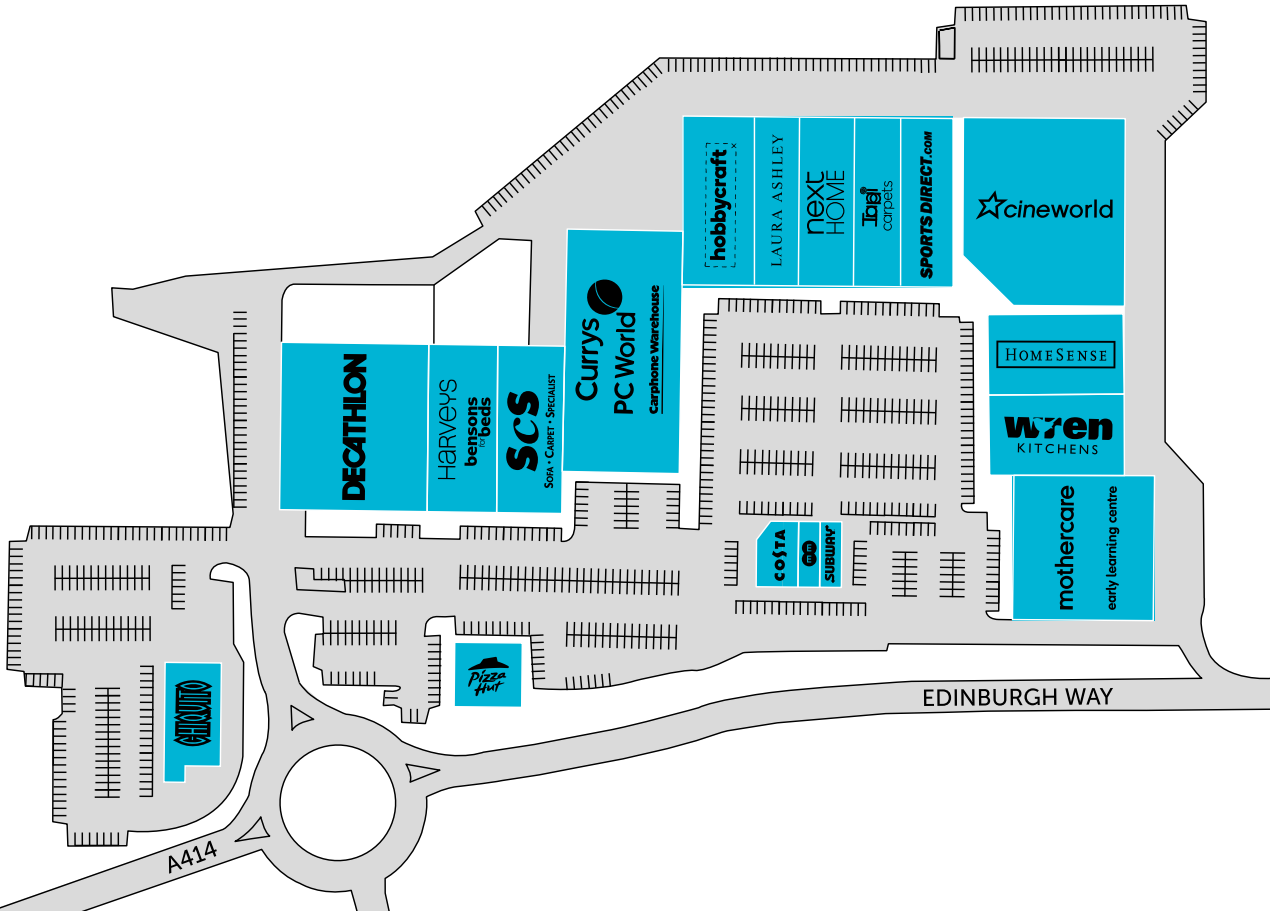 hobbycraft
LAURA ASHLEY
next
HOME
Tapi
carpets
SPORTS DIRECT.COM
cineworld
Currys
PC World
Carphone Warehouse
HOMESENSE
DECATHLON
HARVEYS
bensons
for beds
SCS
SOFA • CARPET • SPECIALIST
wren
KITCHENS
mothercare
early learning centre
COSTA
SUBWAY
Pizza
Hut
CHIQUITO
EDINBURGH WAY
A414